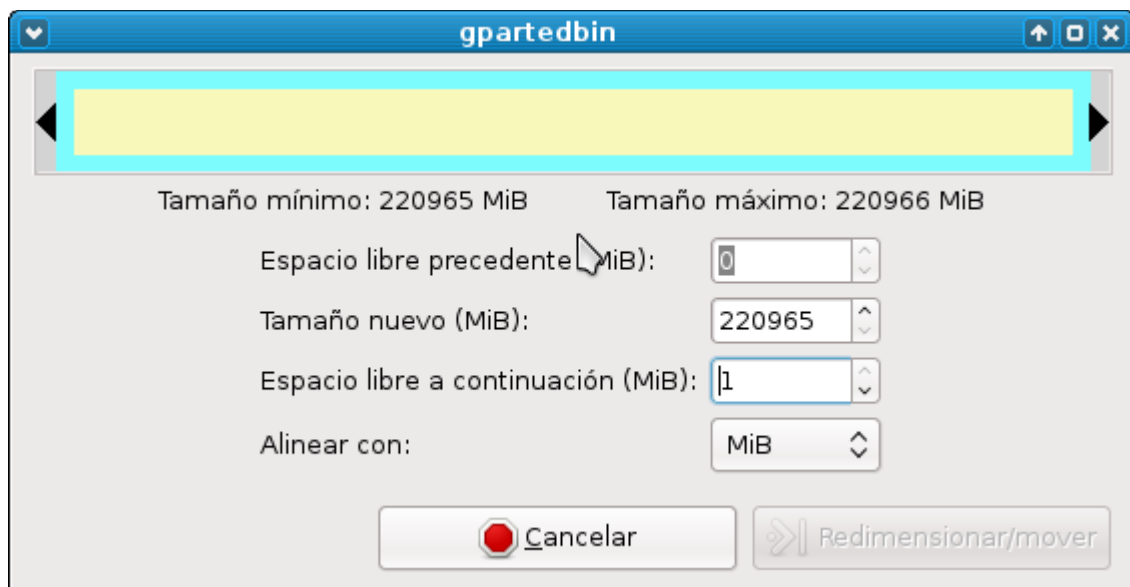 gpartedbin
Tamaño mínimo: 220965 MiB Tamaño máximo: 220966 MiB
Espacio libre precedente (MiB): 0
Tamaño nuevo (MiB): 220965
Espacio libre a continuación (MiB): 1
Alinear con: MiB
Cancelar Redimensionar/mover